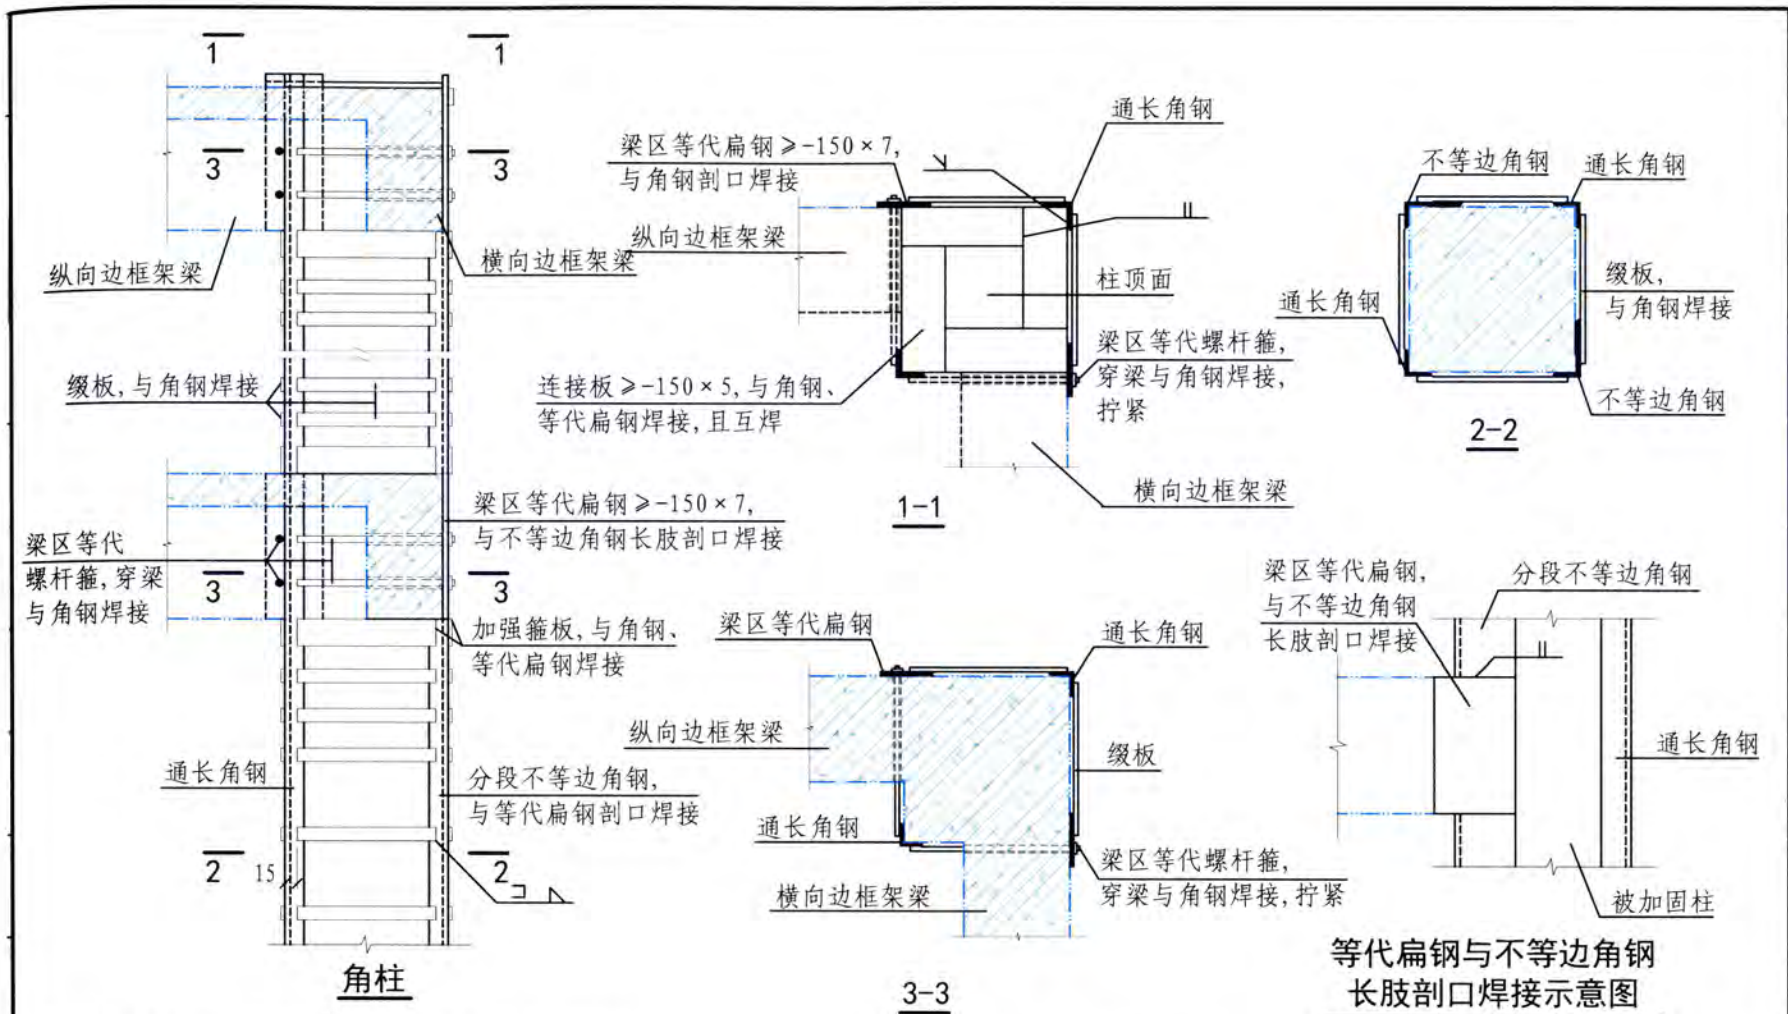 1
1
3
3
纵向边框架梁
横向边框架梁
缀板,与角钢焊接
梁区等代扁钢≥-150×7,
与不等边角钢长肢剖口焊接
梁区等代
螺杆箍,穿梁
与角钢焊接
3
3
加强箍板,与角钢、
等代扁钢焊接
通长角钢
分段不等边角钢,
与等代扁钢剖口焊接
2
15
2
角柱
通长角钢
梁区等代扁钢≥-150×7,
与角钢剖口焊接
纵向边框架梁
柱顶面
连接板≥-150×5,与角钢、
等代扁钢焊接,且互焊
梁区等代螺杆箍,
穿梁与角钢焊接,
拧紧
横向边框架梁
1-1
不等边角钢
通长角钢
通长角钢
缀板,
与角钢焊接
不等边角钢
2-2
梁区等代扁钢
通长角钢
纵向边框架梁
缀板
通长角钢
梁区等代螺杆箍,
穿梁与角钢焊接,拧紧
横向边框架梁
3-3
梁区等代扁钢,
与不等边角钢
长肢剖口焊接
分段不等边角钢
通长角钢
被加固柱
等代扁钢与不等边角钢
长肢剖口焊接示意图